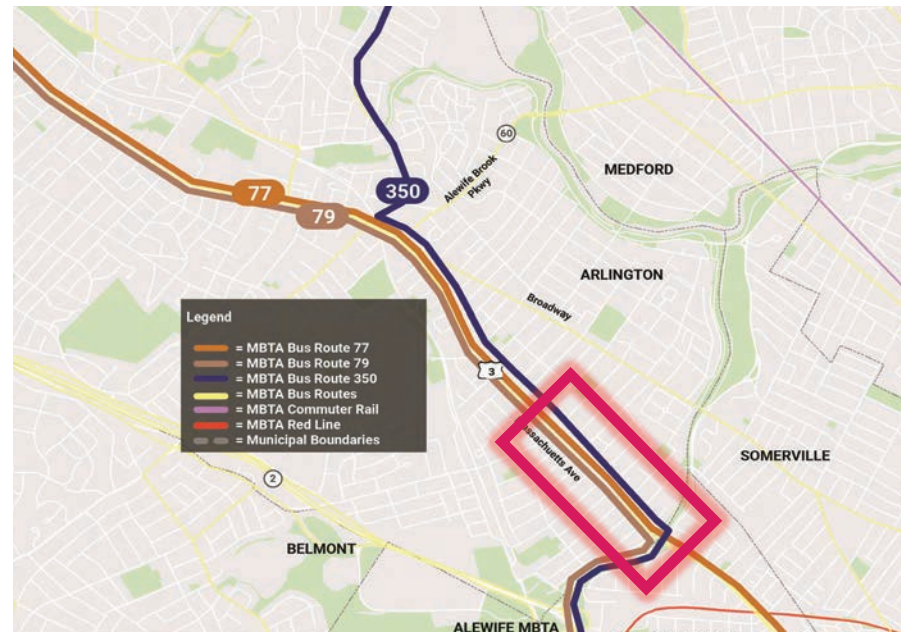 60
MEDFORD
Alewife Brook
Pkwy
77
350
79
ARLINGTON
Broadway
Legend
= MBTA Bus Route 77
= MBTA Bus Route 79
= MBTA Bus Route 350
= MBTA Bus Routes
= MBTA Commuter Rail
= MBTA Red Line
= Municipal Boundaries
3
ssachuetts Ave
SOMERVILLE
2
BELMONT
ALEWIFE MBTA